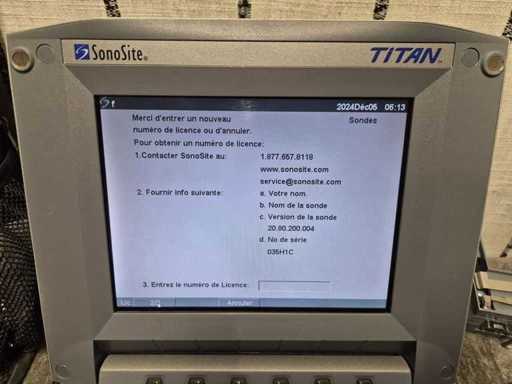 SonoSite®
TITAN™
2024Déc05 06:13
Merci d'entrer un nouveau
numéro de licence ou d'annuler.
Sondes
Pour obtenir un numéro de licence:
1.Contacter SonoSite au:
1.877.657.8118
www.sonosite.com
service@sonosite.com
2. Fournir info suivante:
a. Votre nom.
b. Nom de la sonde
c. Version de la sonde
20.80.200.004
d. No de série
035H1C
3. Entrez le numéro de Licence:
Annuler